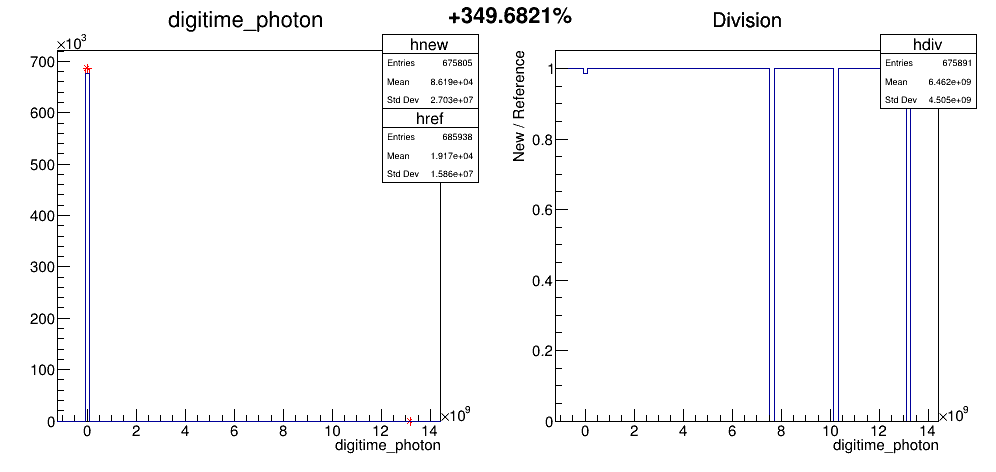 +349.6821%
digitime_photon
×10³
700
600
500
400
300
200
100
0
0 2 4 6 8 10 12 14
×10⁹
digitime_photon
hnew
Entries 675805
Mean 8.619e+04
Std Dev 2.703e+07
href
Entries 685938
Mean 1.917e+04
Std Dev 1.586e+07
Division
New / Reference
1
0.8
0.6
0.4
0.2
0
0 2 4 6 8 10 12 14
×10⁹
digitime_photon
hdiv
Entries 675891
Mean 6.462e+09
Std Dev 4.505e+09